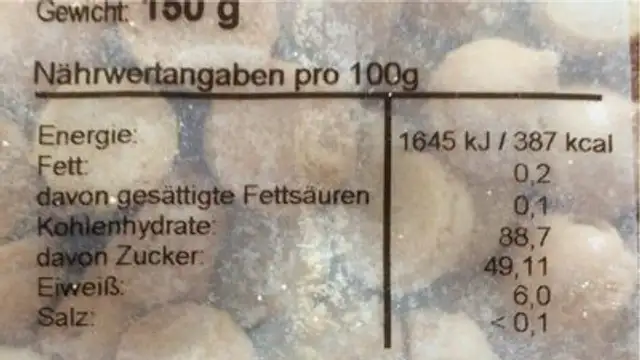 Gewicht: 150 g
Nährwertangaben pro 100g
Energie: 1645 kJ / 387 kcal
Fett: 0,2
davon gesättigte Fettsäuren 0,1
Kohlenhydrate: 88,7
davon Zucker: 49,11
Eiweiß: 6,0
Salz: < 0,1